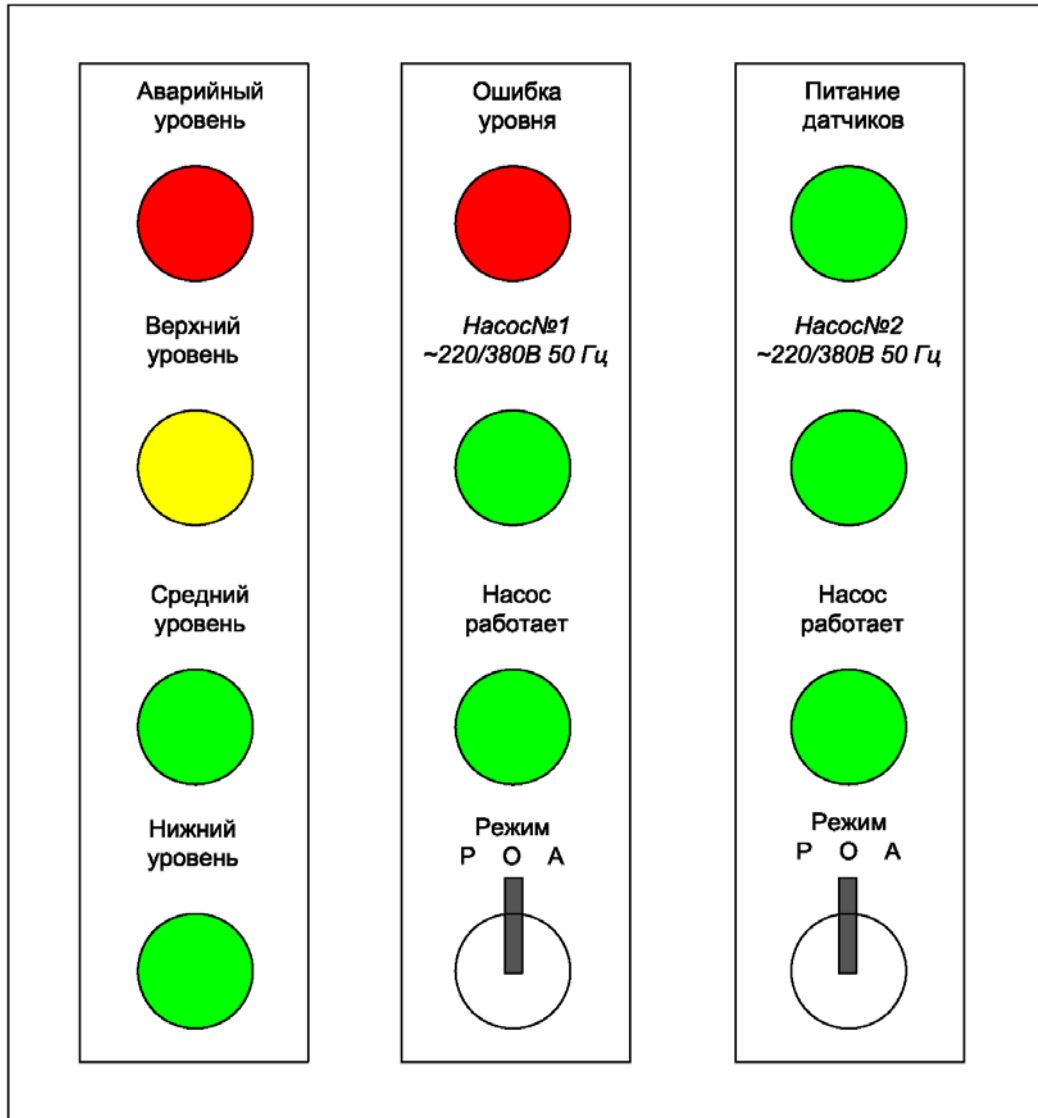 Аварийный
уровень
Верхний
уровень
Средний
уровень
Нижний
уровень
Ошибка
уровня
Насос№1
~220/380В 50 Гц
Насос
работает
Режим
Р О А
Питание
датчиков
Насос№2
~220/380В 50 Гц
Насос
работает
Режим
Р О А